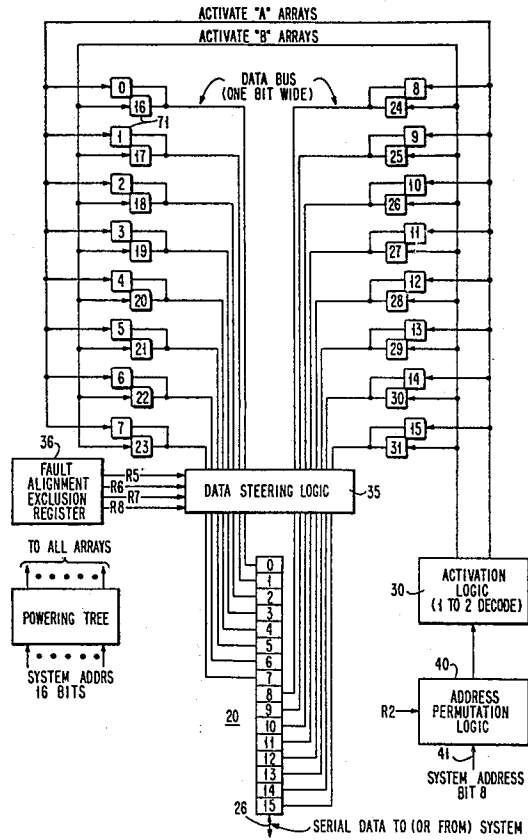 ACTIVATE "A" ARRAYS
ACTIVATE "B" ARRAYS
DATA BUS
(ONE BIT WIDE)
0
16
71
1
17
2
18
3
19
4
20
5
21
6
22
7
23
8
24
9
25
10
26
11
27
12
28
13
29
14
30
15
31
36
FAULT
ALIGNMENT
EXCLUSION
REGISTER
R5
R6
R7
R8
DATA STEERING LOGIC
35
TO ALL ARRAYS
POWERING TREE
SYSTEM ADDRS
16 BITS
0
1
2
3
4
5
6
7
8
9
10
11
12
13
14
15
20
26
SERIAL DATA TO (OR FROM) SYSTEM
30
ACTIVATION
LOGIC
(1 TO 2 DECODE)
40
R2
ADDRESS
PERMUTATION
LOGIC
41
SYSTEM ADDRESS
BIT 8